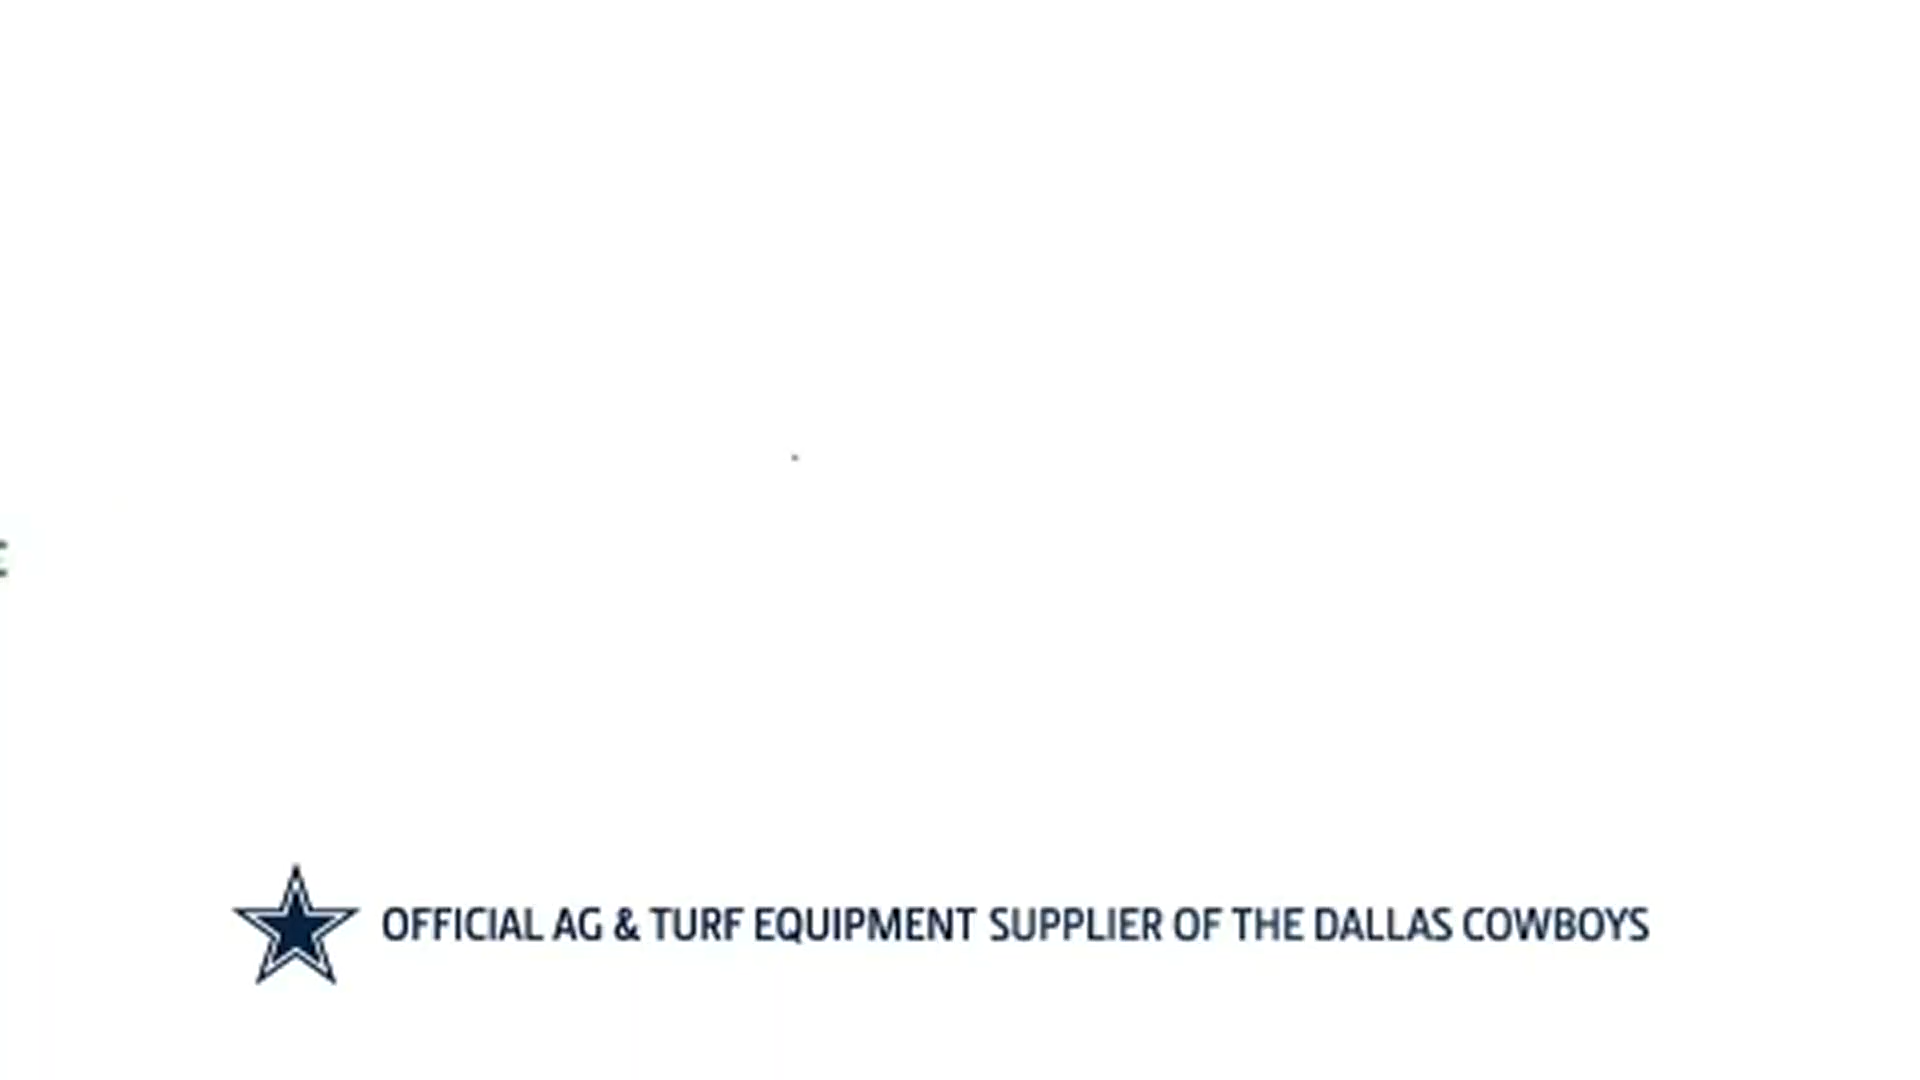 OFFICIAL AG & TURF EQUIPMENT SUPPLIER OF THE DALLAS COWBOYS